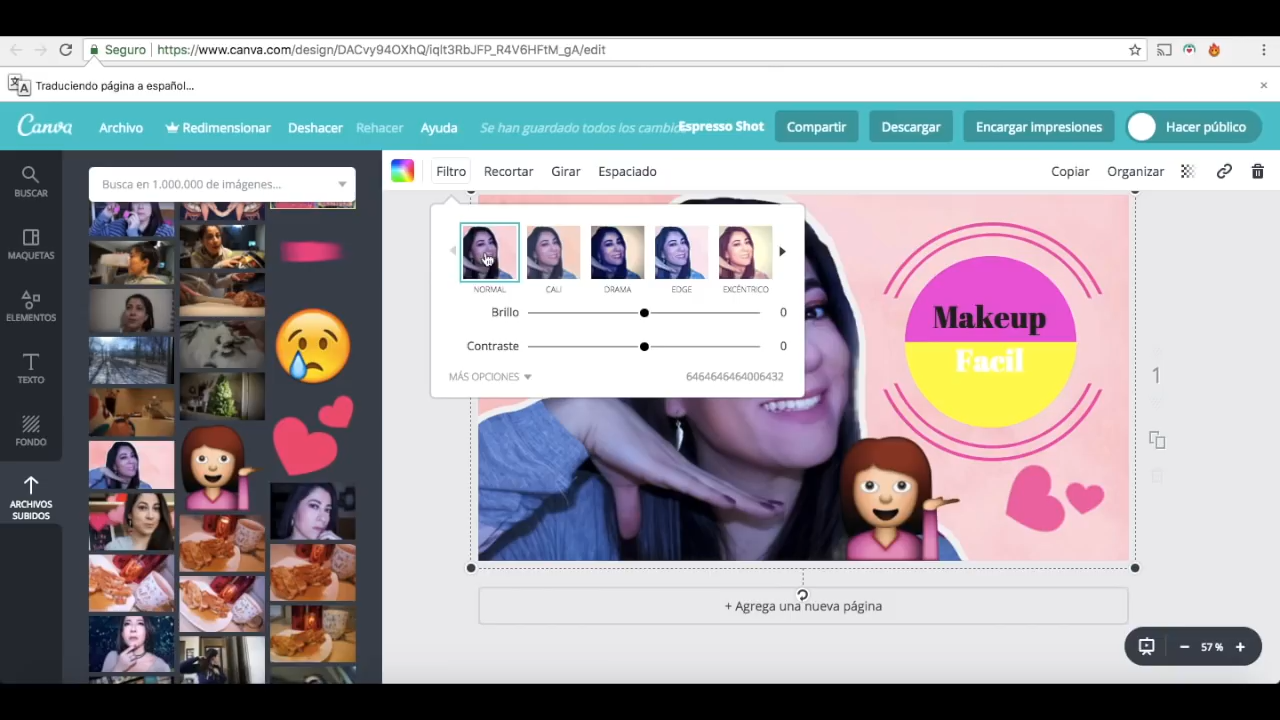 Seguro
https://www.canva.com/design/DACvy94OXhQ/iqlt3RbJFP_R4V6HFtM_gA/edit
Traduciendo página a español...
Canva
Archivo
Redimensionar
Deshacer
Rehacer
Ayuda
Se han guardado todos los
Espresso Shot
Compartir
Descargar
Encargar impresiones
Hacer público
BUSCAR
MAQUETAS
ELEMENTOS
TEXTO
FONDO
ARCHIVOS
SUBIDOS
Busca en 1.000.000 de imágenes...
Filtro
Recortar
Girar
Espaciado
Copiar
Organizar
NORMAL
CALI
DRAMA
EDGE
EXCÉNTRICO
Brillo
0
Contraste
0
MÁS OPCIONES
6464646464006432
Makeup
Facil
1
+ Agrega una nueva página
57 %